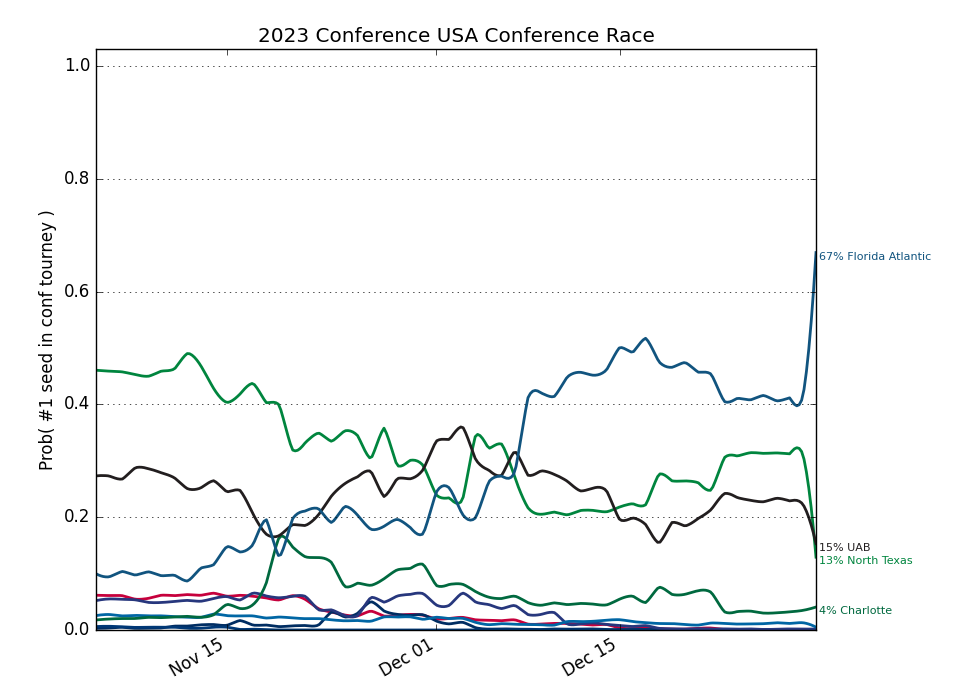 2023 Conference USA Conference Race
Prob( #1 seed in conf tourney )
1.0
0.8
0.6
0.4
0.2
0.0
67% Florida Atlantic
15% UAB
13% North Texas
4% Charlotte
Nov 15
Dec 01
Dec 15